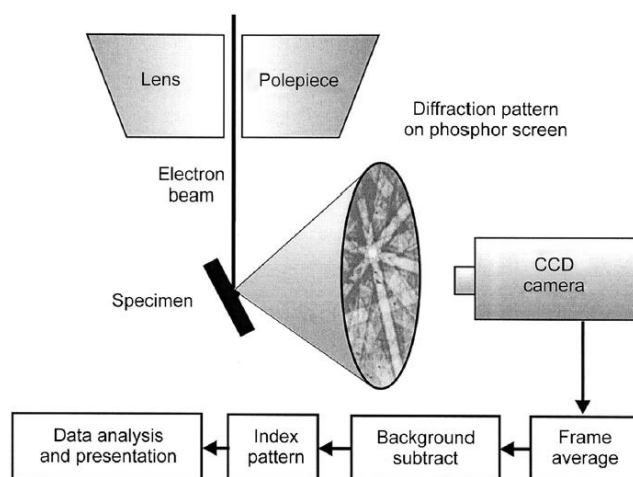 Lens
Polepiece
Diffraction pattern
on phosphor screen
Electron
beam
CCD
camera
Specimen
Data analysis
and presentation
Index
pattern
Background
subtract
Frame
average